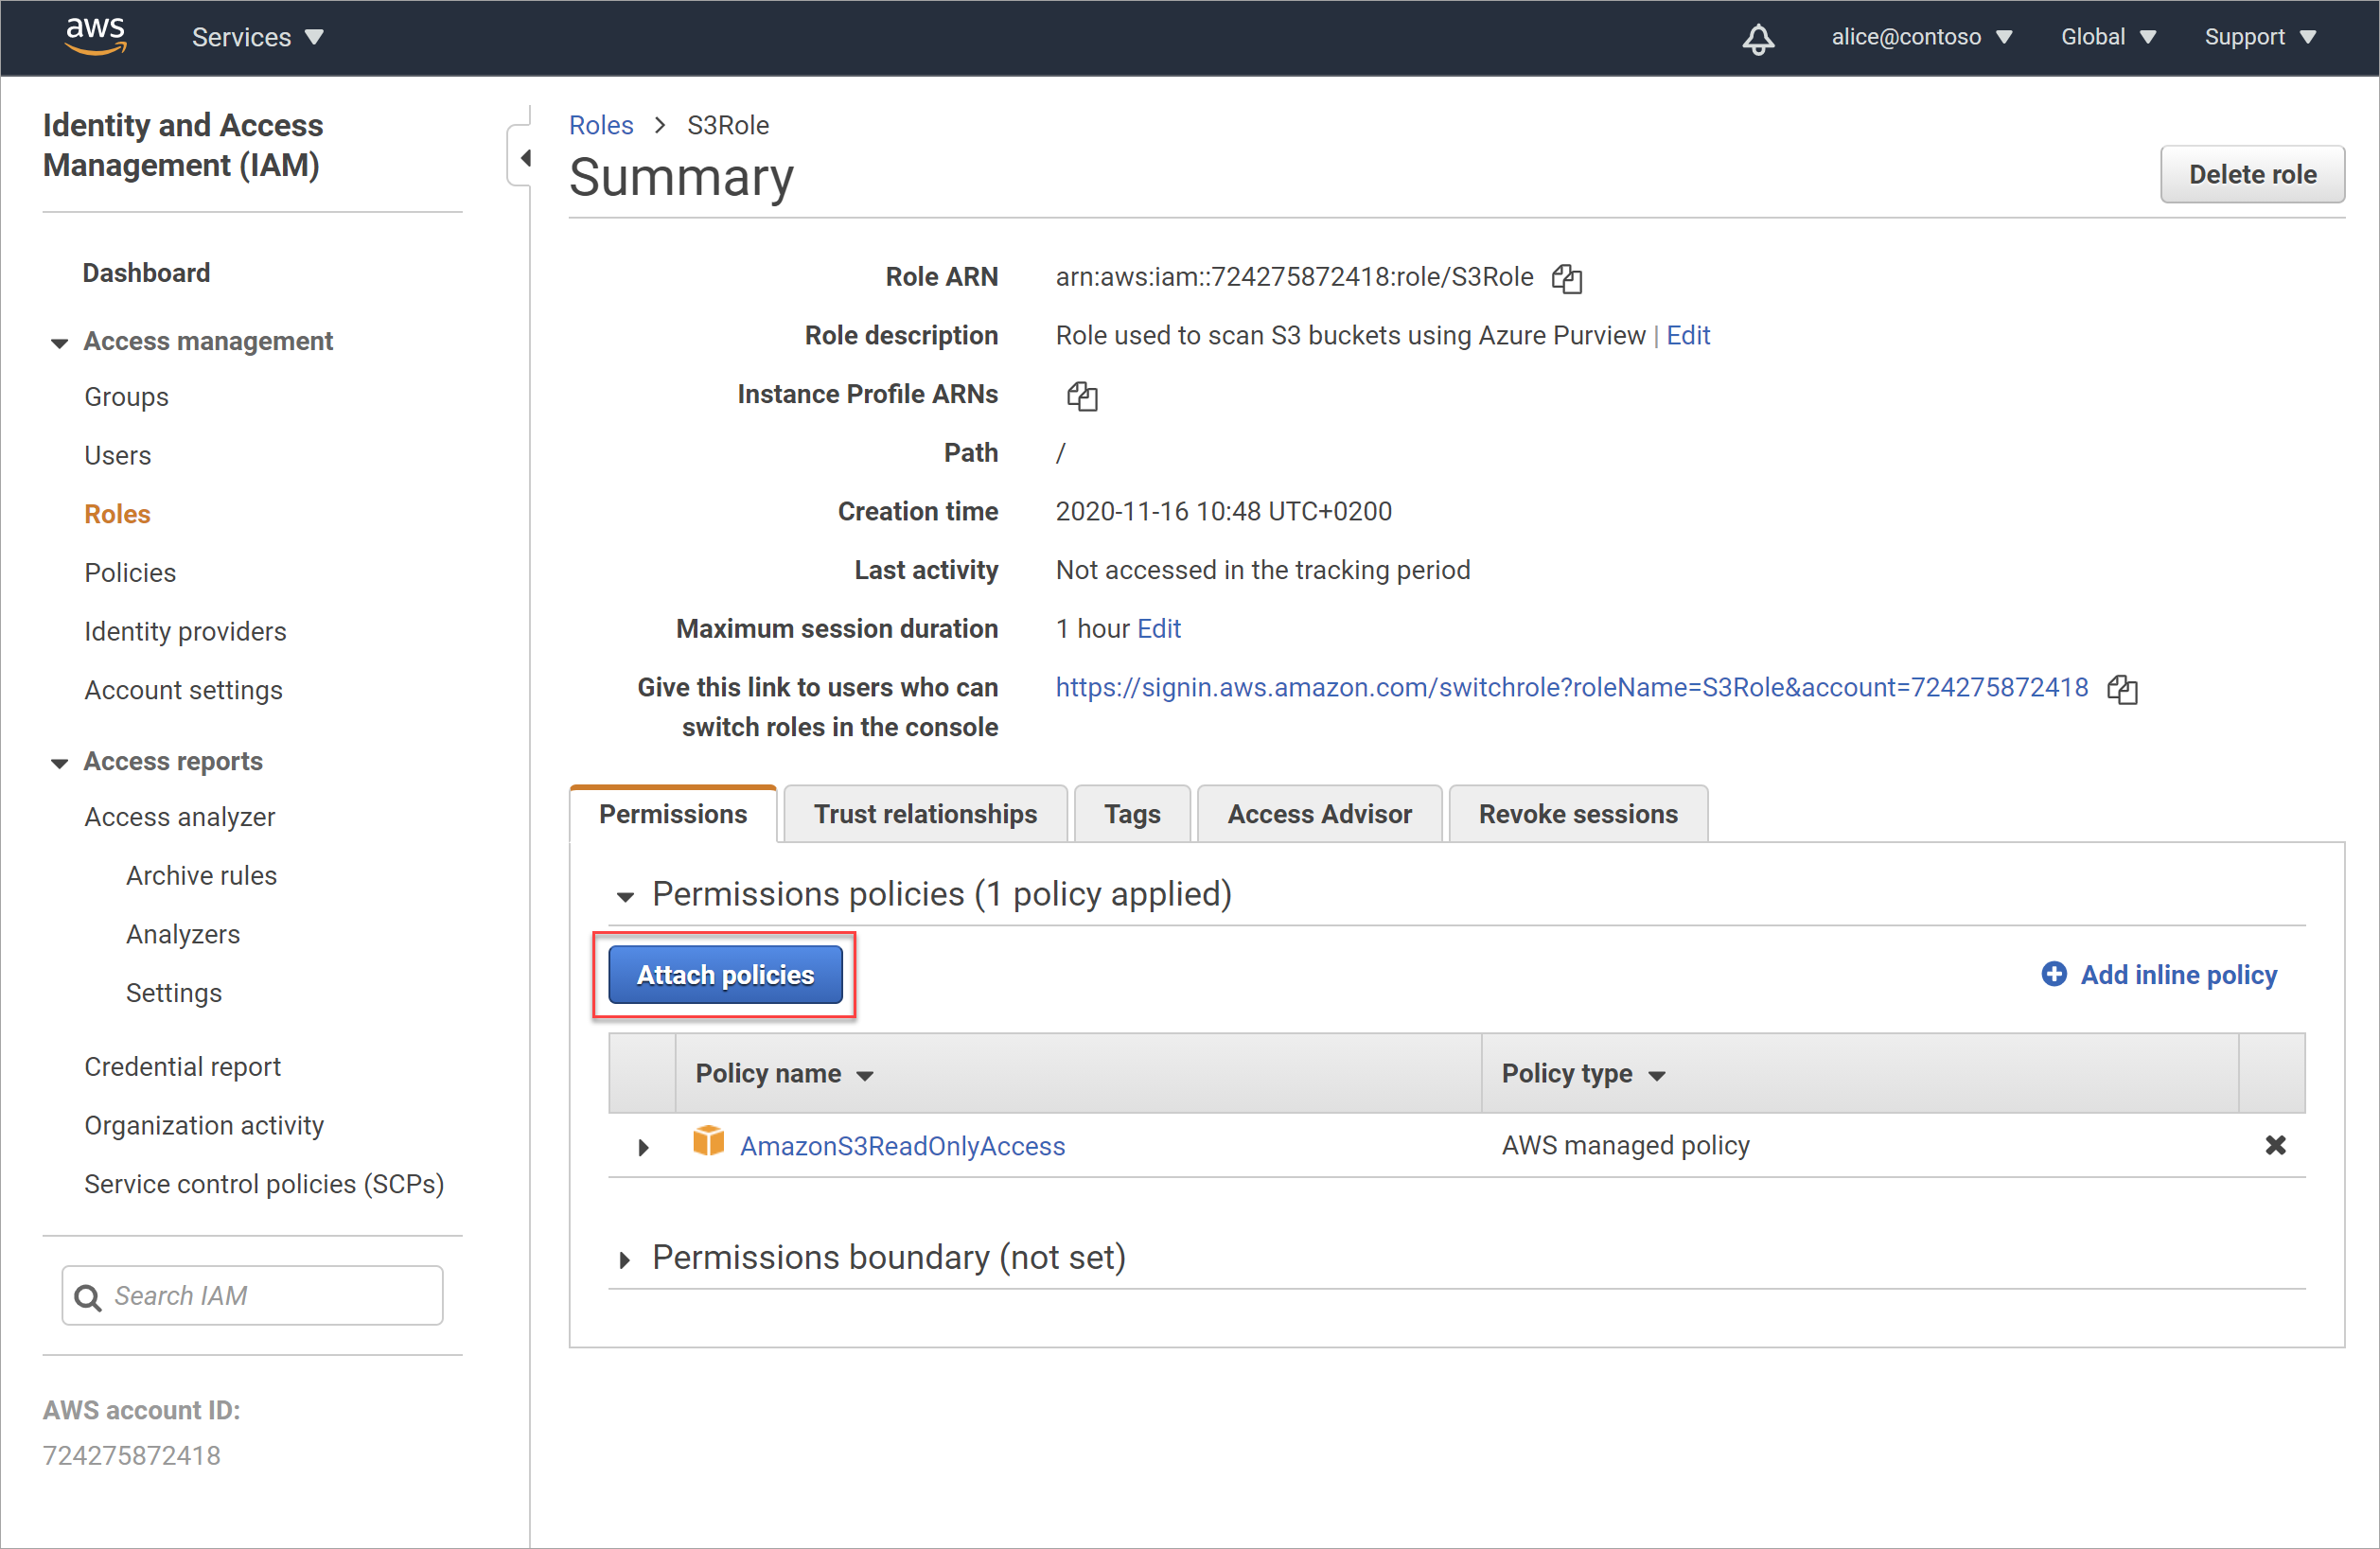 aws
Services
alice@contoso
Global
Support
Identity and Access
Management (IAM)
Dashboard
Access management
Groups
Users
Roles
Policies
Identity providers
Account settings
Access reports
Access analyzer
Archive rules
Analyzers
Settings
Credential report
Organization activity
Service control policies (SCPs)
Search IAM
AWS account ID:
724275872418
Roles > S3Role
Summary
Delete role
Role ARN arn:aws:iam::724275872418:role/S3Role
Role description Role used to scan S3 buckets using Azure Purview | Edit
Instance Profile ARNs
Path /
Creation time 2020-11-16 10:48 UTC+0200
Last activity Not accessed in the tracking period
Maximum session duration 1 hour Edit
Give this link to users who can https://signin.aws.amazon.com/switchrole?roleName=S3Role&account=724275872418
switch roles in the console
Permissions
Trust relationships
Tags
Access Advisor
Revoke sessions
Permissions policies (1 policy applied)
Attach policies
Add inline policy
Policy name
Policy type
AmazonS3ReadOnlyAccess
AWS managed policy
Permissions boundary (not set)